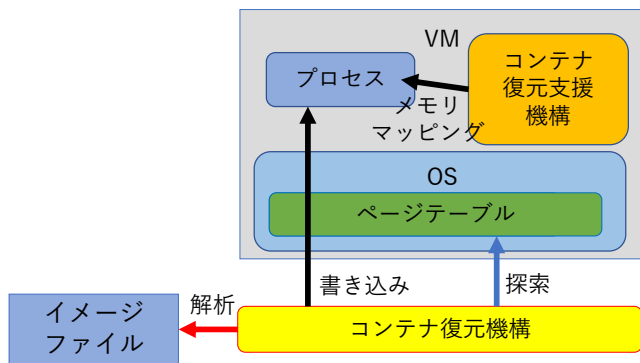 VM
プロセス
コンテナ
復元支援
機構
メモリ
マッピング
OS
ページテーブル
書き込み
探索
解析
イメージ
ファイル
コンテナ復元機構